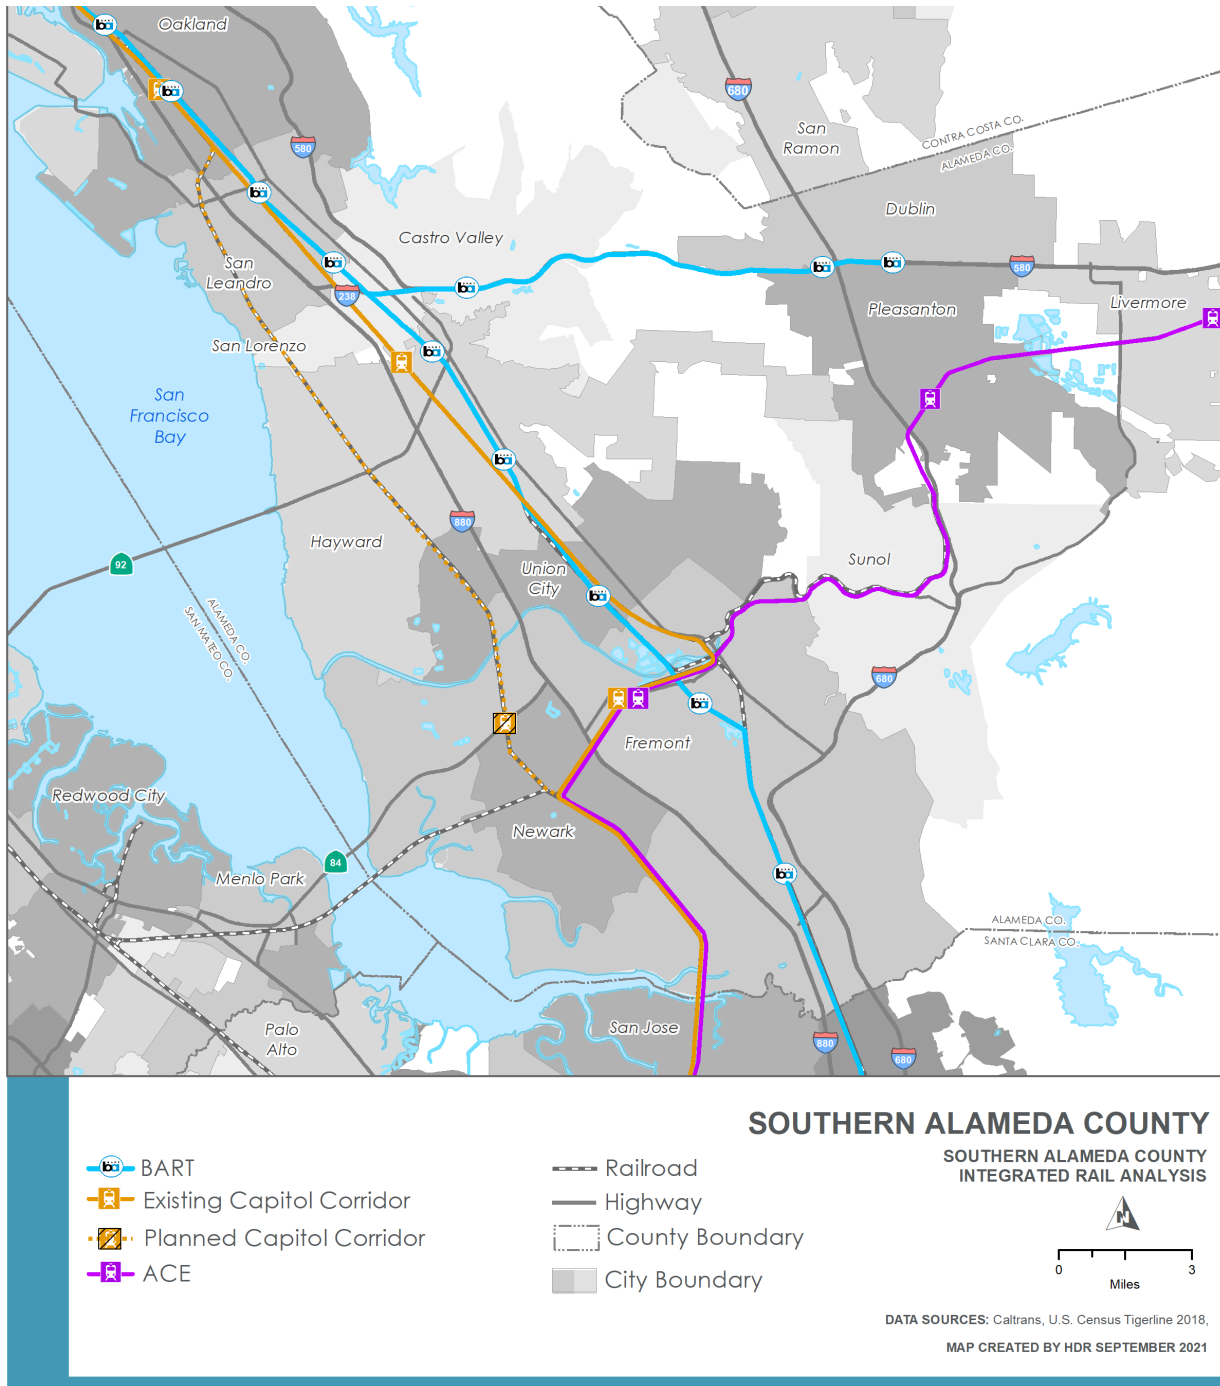 Oakland
580
680
San
Ramon
CONTRA COSTA CO.
ALAMEDA CO.
Dublin
Castro Valley
San
Leandro
238
580
Pleasanton
Livermore
San Lorenzo
San
Francisco
Bay
880
Hayward
92
Union
City
Sunol
ALAMEDA CO.
SAN MATEO CO.
680
Fremont
Redwood City
Newark
84
Menlo Park
ALAMEDA CO.
SANTA CLARA CO.
Palo
Alto
San Jose
880
680
SOUTHERN ALAMEDA COUNTY
SOUTHERN ALAMEDA COUNTY
INTEGRATED RAIL ANALYSIS
N
0
3
Miles
BART
Existing Capitol Corridor
Planned Capitol Corridor
ACE
Railroad
Highway
County Boundary
City Boundary
DATA SOURCES: Caltrans, U.S. Census Tigerline 2018,
MAP CREATED BY HDR SEPTEMBER 2021